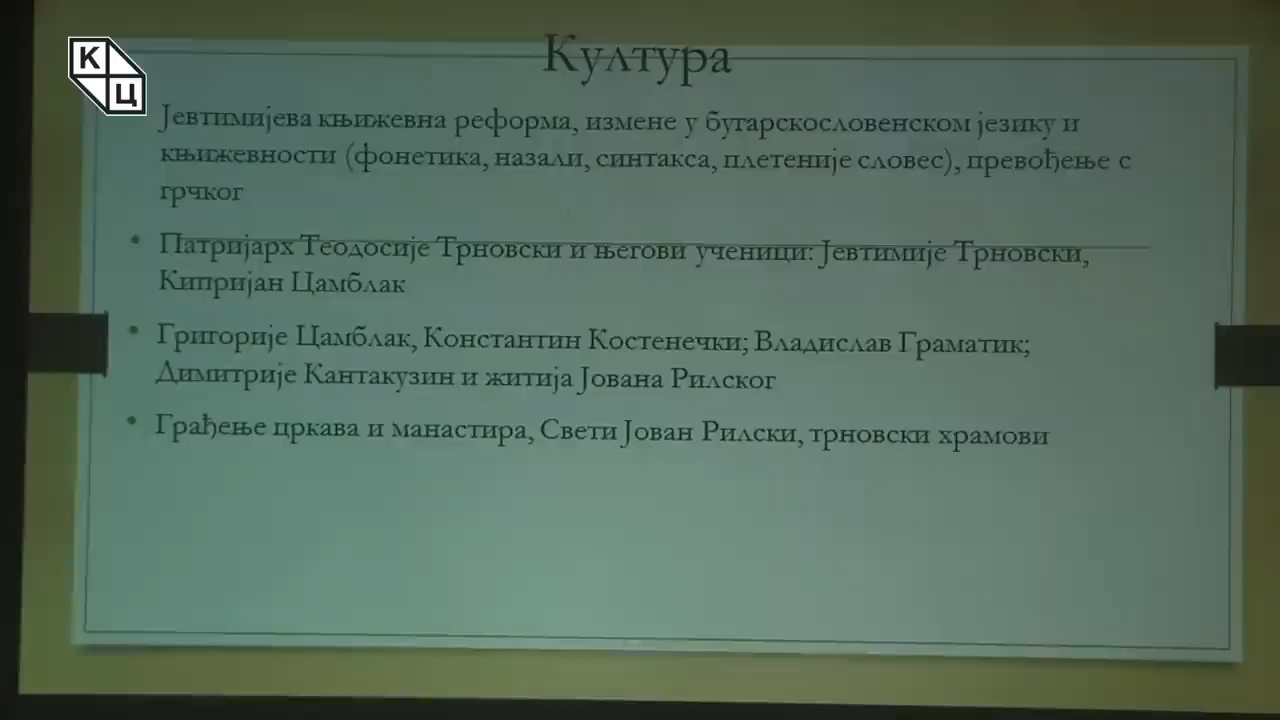 Култура
К
Ц
Јевтимијева књижевна реформа, измене у бугарскословенском језику и
књижевности (фонетика, назали, синтакса, плетеније словес), превођење с
грчког
• Патријарх Теодосије Трновски и његови ученици: Јевтимије Трновски,
Кипријан Цамблак
• Григорије Цамблак, Константин Костенечки; Владислав Граматик;
Димитрије Кантакузин и житија Јована Рилског
• Грађење цркава и манастира, Свети Јован Рилски, трновски храмови